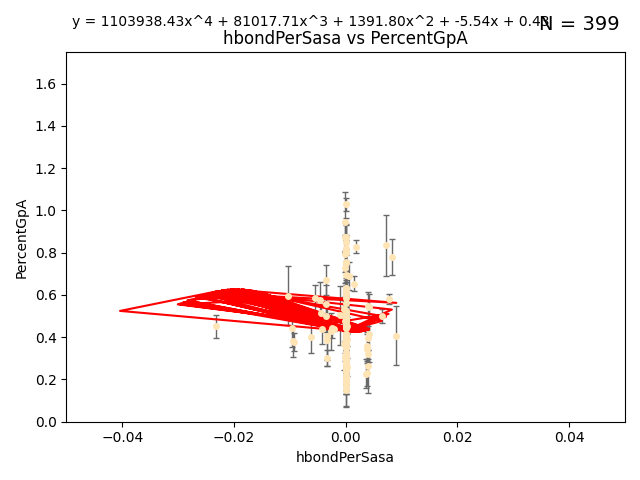 y = 1103938.43x^4 + 81017.71x^3 + 1391.80x^2 + -5.54x + 0.48
N = 399
hbondPerSasa vs PercentGpA
1.6
1.4
1.2
1.0
0.8
0.6
0.4
0.2
0.0
PercentGpA
−0.04
−0.02
0.00
0.02
0.04
hbondPerSasa